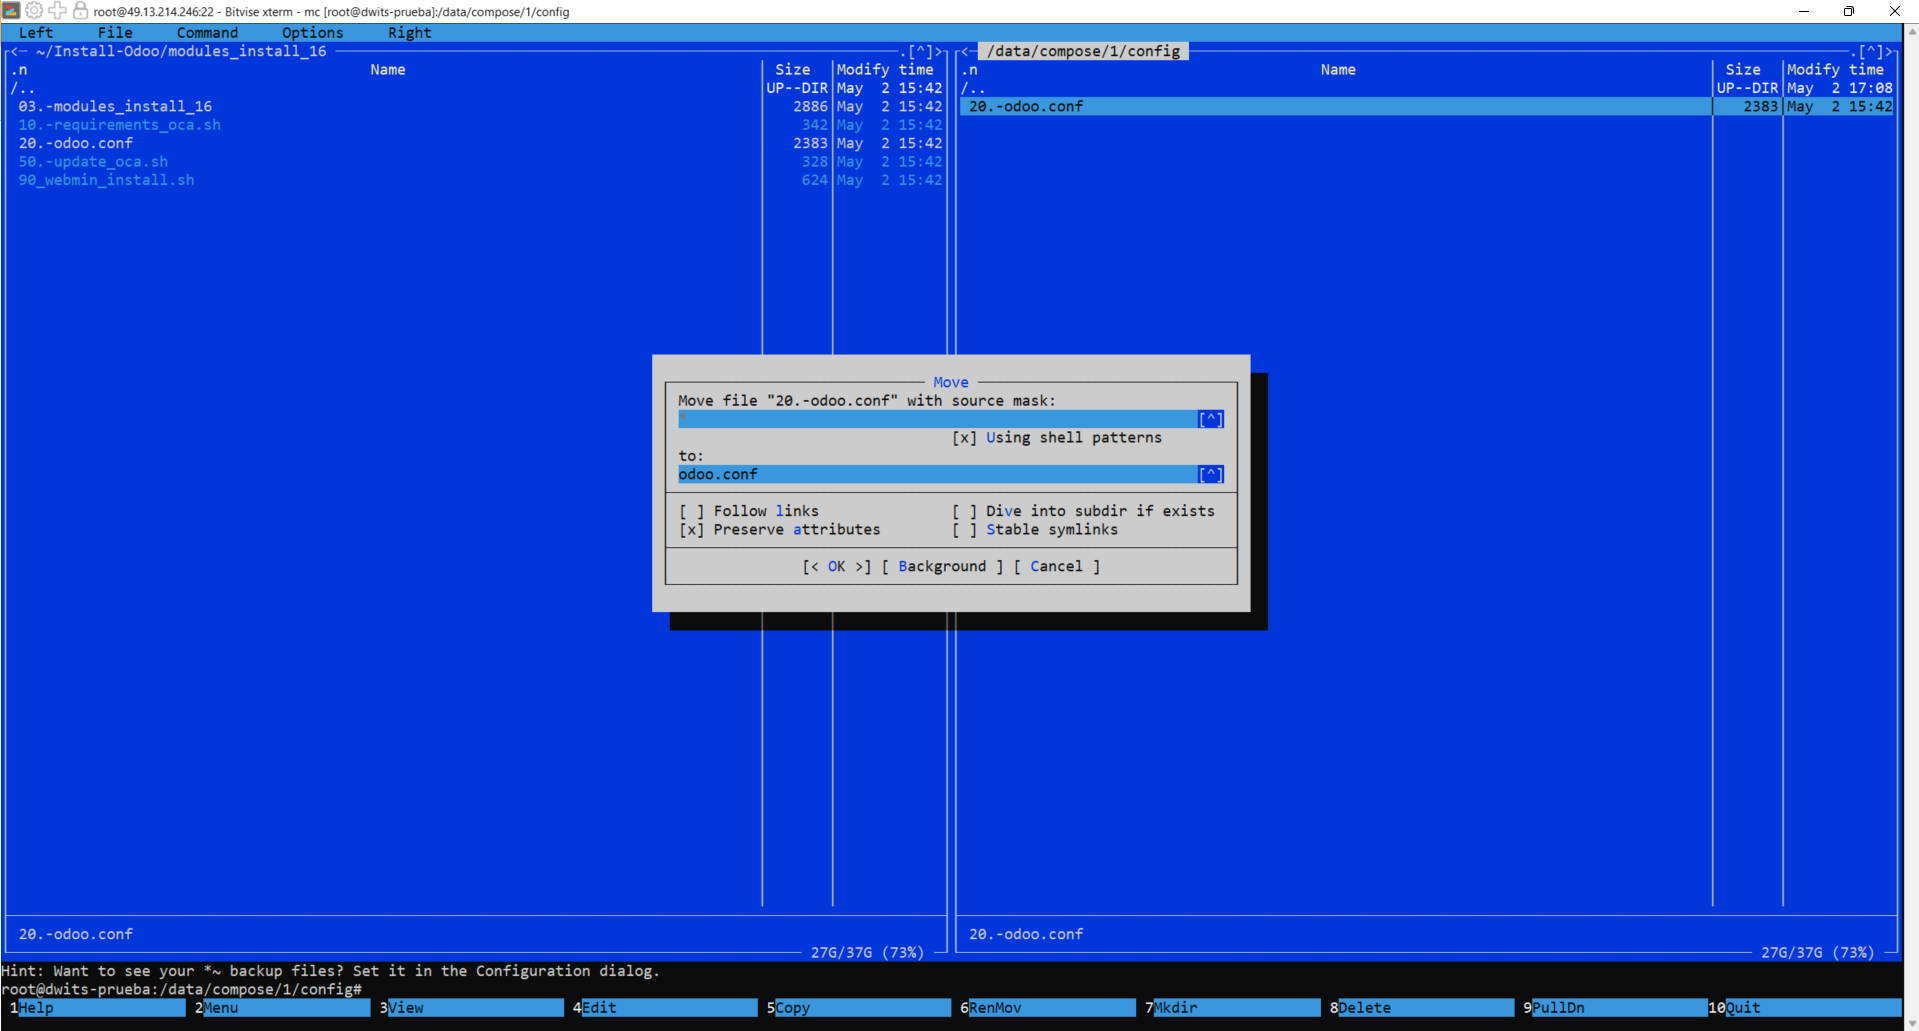 root@49.13.214.246:22 - Bitvise xterm - mc [root@dwits-prueba]:/data/compose/1/config
Left File Command Options Right
<─ ~/Install-Odoo/modules_install_16 .[^]>
.n Name Size Modify time
/.. UP--DIR May 2 15:42
03.-modules_install_16 2886 May 2 15:42
10.-requirements_oca.sh 342 May 2 15:42
20.-odoo.conf 2383 May 2 15:42
50.-update_oca.sh 328 May 2 15:42
90_webmin_install.sh 624 May 2 15:42
20.-odoo.conf
27G/37G (73%)
<─ /data/compose/1/config .[^]>
.n Name Size Modify time
/.. UP--DIR May 2 17:08
20.-odoo.conf 2383 May 2 15:42
20.-odoo.conf
27G/37G (73%)
Move
Move file "20.-odoo.conf" with source mask:
[^]
[x] Using shell patterns
to:
odoo.conf [^]
[ ] Follow links [ ] Dive into subdir if exists
[x] Preserve attributes [ ] Stable symlinks
[< OK >] [ Background ] [ Cancel ]
Hint: Want to see your *~ backup files? Set it in the Configuration dialog.
root@dwits-prueba:/data/compose/1/config#
1Help 2Menu 3View 4Edit 5Copy 6RenMov 7Mkdir 8Delete 9PullDn 10Quit